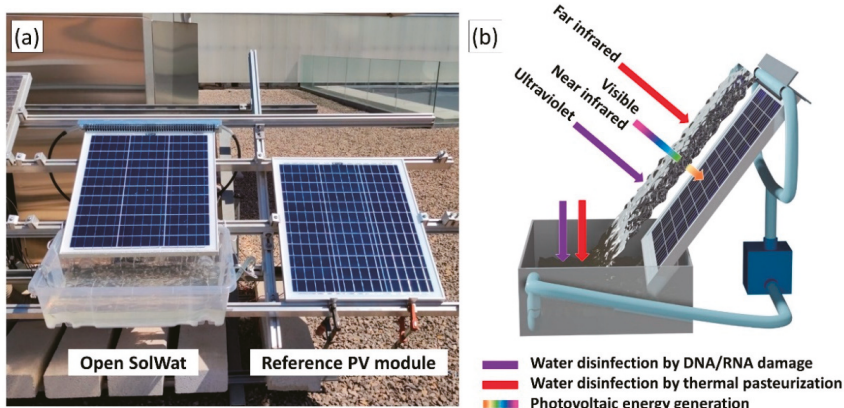 (a)
Open SolWat
Reference PV module
(b)
Far infrared
Visible
Near infrared
Ultraviolet
Water disinfection by DNA/RNA damage
Water disinfection by thermal pasteurization
Photovoltaic energy generation